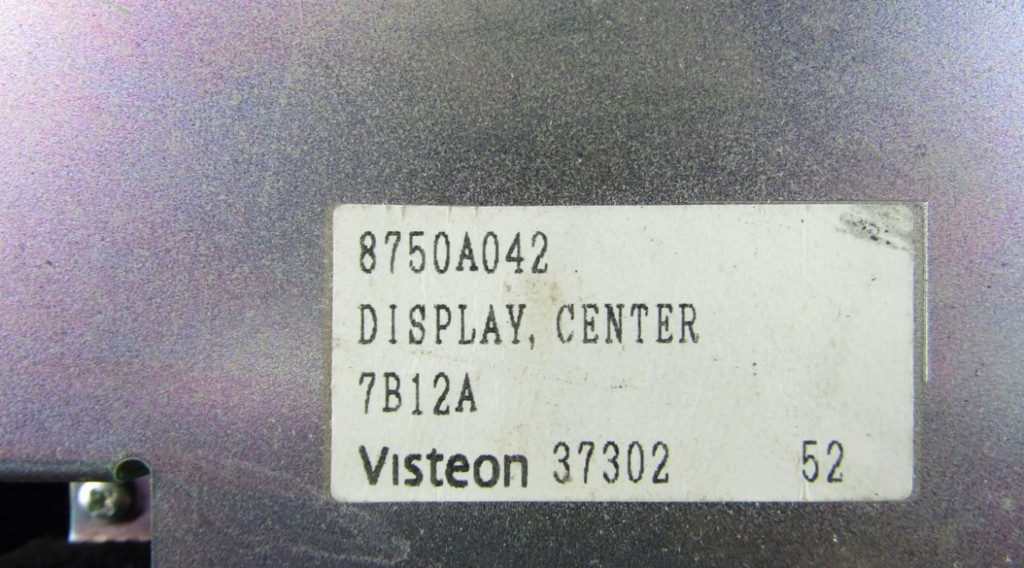 8750A042
DISPLAY, CENTER
7B12A
Visteon 37302 52